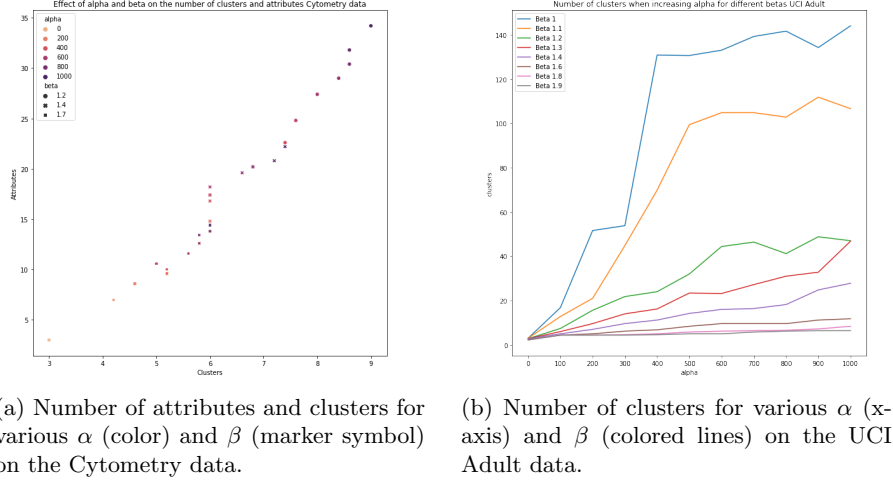 Effect of alpha and beta on the number of clusters and attributes Cytometry data
alpha
0
200
400
600
800
1000
beta
1.2
1.4
1.7
35
30
25
20
15
10
5
Attributes
3
4
5
6
7
8
9
Clusters
Number of clusters when increasing alpha for different betas UCI Adult
Beta 1
Beta 1.1
Beta 1.2
Beta 1.3
Beta 1.4
Beta 1.6
Beta 1.8
Beta 1.9
140
120
100
80
60
40
20
0
clusters
0
100
200
300
400
500
600
700
800
900
1000
alpha
(a) Number of attributes and clusters for
various α (color) and β (marker symbol)
on the Cytometry data.
(b) Number of clusters for various α (x-
axis) and β (colored lines) on the UCI
Adult data.